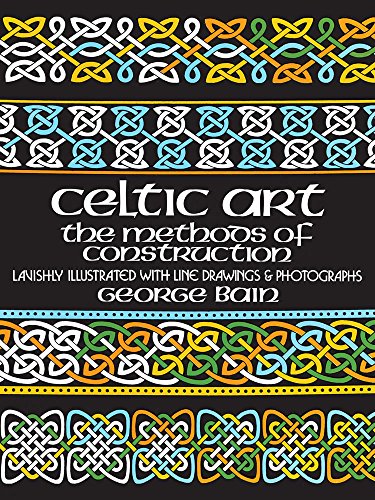 CELTIC ART
the methods of
construction
LAVISHLY ILLUSTRATED WITH LINE DRAWINGS & PHOTOGRAPHS
GEORGE BAIN